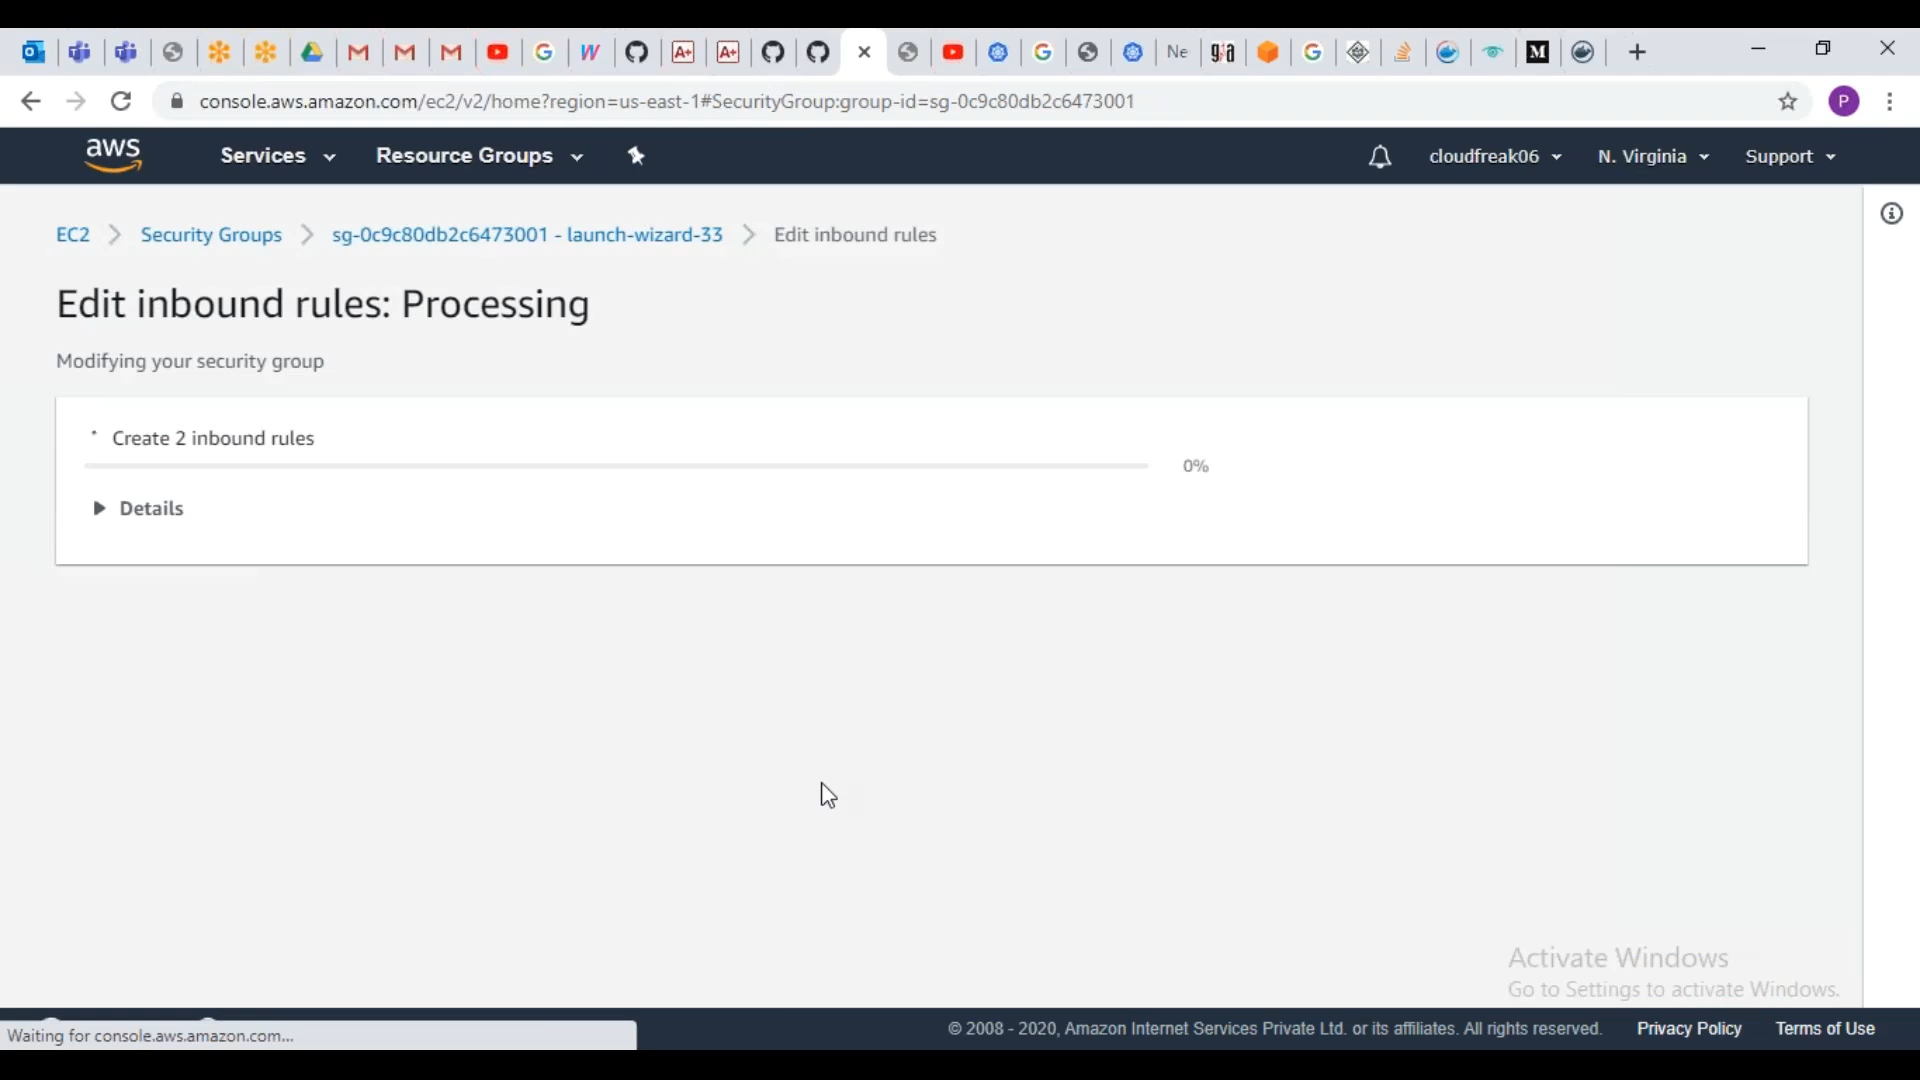 Ne
g|a
console.aws.amazon.com/ec2/v2/home?region=us-east-1#SecurityGroup:group-id=sg-0c9c80db2c6473001
P
aws
Services
Resource Groups
cloudfreak06
N. Virginia
Support
EC2
Security Groups
sg-0c9c80db2c6473001 - launch-wizard-33
Edit inbound rules
Edit inbound rules: Processing
Modifying your security group
Create 2 inbound rules
0%
Details
Activate Windows
Go to Settings to activate Windows.
Waiting for console.aws.amazon.com...
© 2008 - 2020, Amazon Internet Services Private Ltd. or its affiliates. All rights reserved.
Privacy Policy
Terms of Use